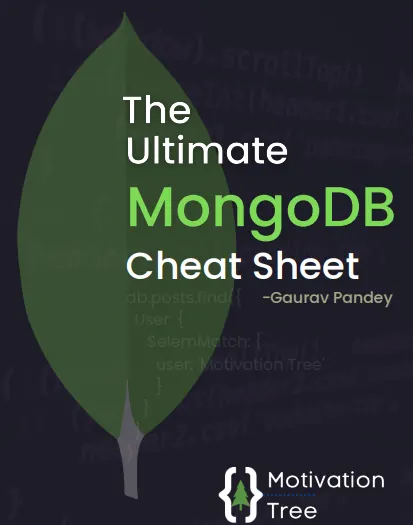 The
Ultimate
MongoDB
Cheat Sheet
-Gaurav Pandey
db.posts.find({
User: {
$elemMatch: {
user: 'Motivation Tree'
}
}
Motivation
Tree